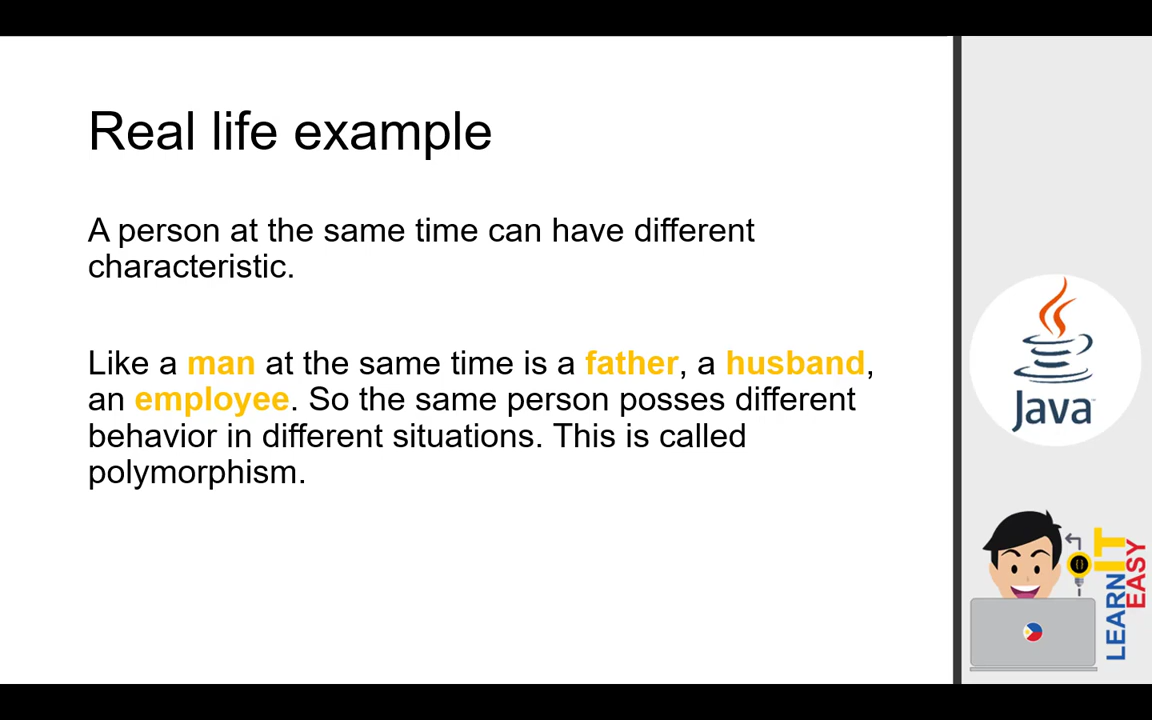 Real life example
A person at the same time can have different
characteristic.
Like a man at the same time is a father, a husband,
an employee. So the same person posses different
behavior in different situations. This is called
polymorphism.
Java
LEARN IT
EASY